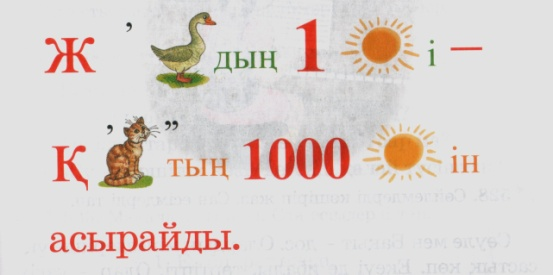 Ж ’ дың 1 і –
Қ ’ ” тың 1000 ін
асырайды.